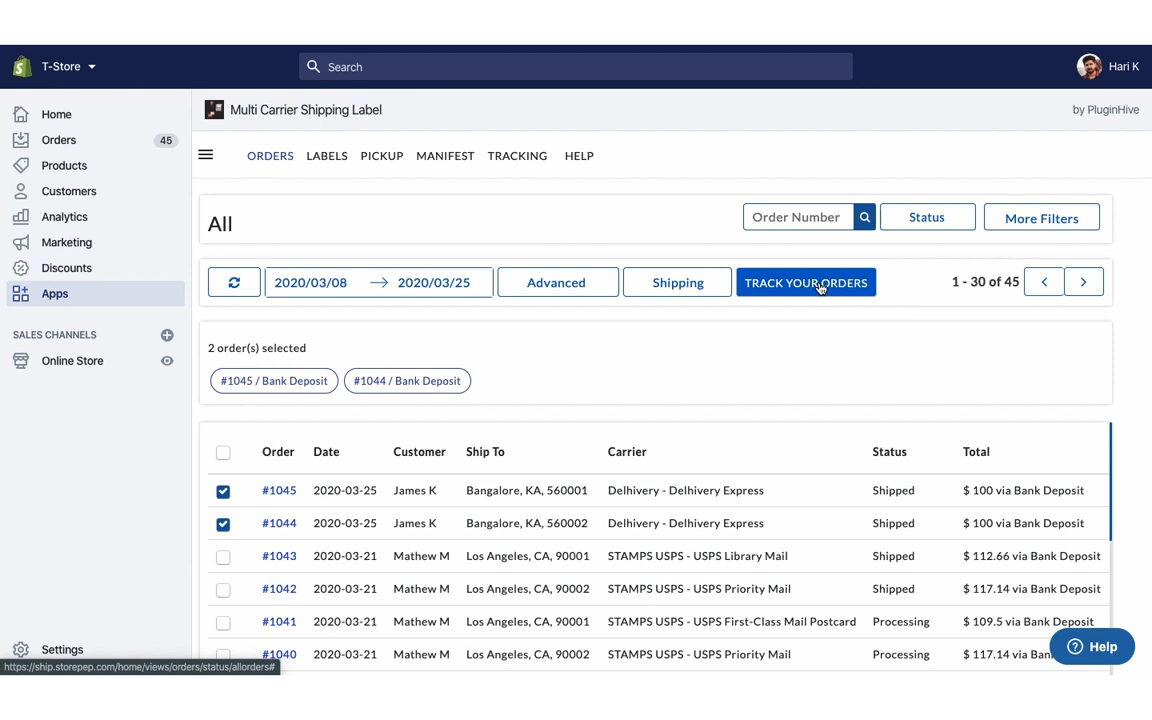 T-Store
Search
Hari K
Home
Orders 45
Products
Customers
Analytics
Marketing
Discounts
Apps
SALES CHANNELS
Online Store
Settings
Multi Carrier Shipping Label
by PluginHive
ORDERS LABELS PICKUP MANIFEST TRACKING HELP
All
Order Number Status More Filters
2020/03/08 → 2020/03/25 Advanced Shipping TRACK YOUR ORDERS 1 - 30 of 45
2 order(s) selected
#1045 / Bank Deposit #1044 / Bank Deposit
Order Date Customer Ship To Carrier Status Total
#1045 2020-03-25 James K Bangalore, KA, 560001 Delhivery - Delhivery Express Shipped $ 100 via Bank Deposit
#1044 2020-03-25 James K Bangalore, KA, 560002 Delhivery - Delhivery Express Shipped $ 100 via Bank Deposit
#1043 2020-03-21 Mathew M Los Angeles, CA, 90001 STAMPS USPS - USPS Library Mail Shipped $ 112.66 via Bank Deposit
#1042 2020-03-21 Mathew M Los Angeles, CA, 90002 STAMPS USPS - USPS Priority Mail Shipped $ 117.14 via Bank Deposit
#1041 2020-03-21 Mathew M Los Angeles, CA, 90001 STAMPS USPS - USPS First-Class Mail Postcard Processing $ 109.5 via Bank Deposit
#1040 2020-03-21 Mathew M Los Angeles, CA, 90002 STAMPS USPS - USPS Priority Mail Processing $ 117.14 via Ban
Help
https://ship.storepep.com/home/views/orders/status/allorders#